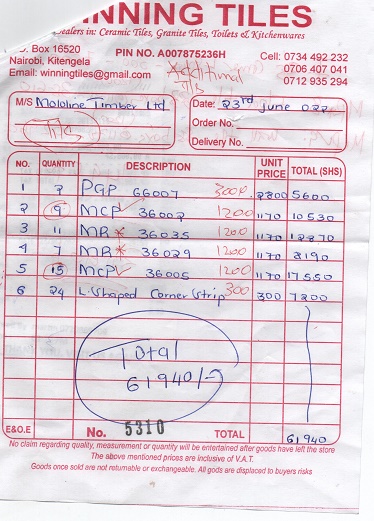 WINNING TILES
Dealers in: Ceramic Tiles, Granite Tiles, Toilets & Kitchenwares
P.O. Box 16520
Nairobi, Kitengela
Email: winningtiles@gmail.com
PIN NO. A007875236H
Cell: 0734 492 232
0706 407 041
0712 935 294
Additional
M/S Mololine Timber Ltd
Date: 23rd June 022
Order No.
Delivery No.
NO. QUANTITY DESCRIPTION UNIT PRICE TOTAL (SHS)
1 2 PGP 66007 3000 2800 5600
2 9 MCP 36002 1200 1170 10530
3 11 MR* 36035 1200 1170 12870
4 7 MR* 36029 1200 1170 8190
5 15 MCP 36005 1200 1170 17550
6 24 L.Shaped Corner Strip 300 300 7200
Total
61940/=
E&O.E No. 5310 TOTAL 61940
No claim regarding quality, measurement or quantity will be entertained after goods have left the store
The above mentioned prices are inclusive of V.A.T.
Goods once sold are not returnable or exchangeable. All gods are displaced to buyers risks